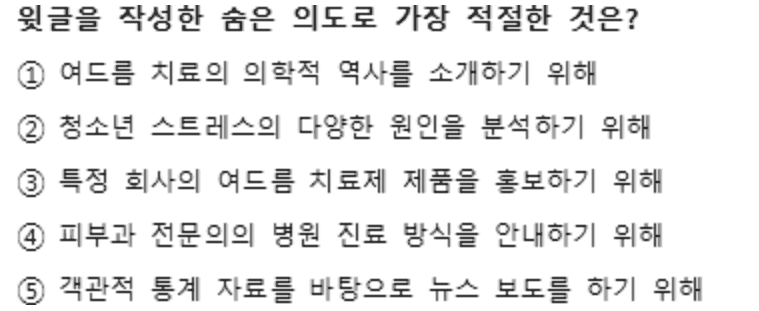 윗글을 작성한 숨은 의도로 가장 적절한 것은?
① 여드름 치료의 의학적 역사를 소개하기 위해
② 청소년 스트레스의 다양한 원인을 분석하기 위해
③ 특정 회사의 여드름 치료제 제품을 홍보하기 위해
④ 피부과 전문의의 병원 진료 방식을 안내하기 위해
⑤ 객관적 통계 자료를 바탕으로 뉴스 보도를 하기 위해